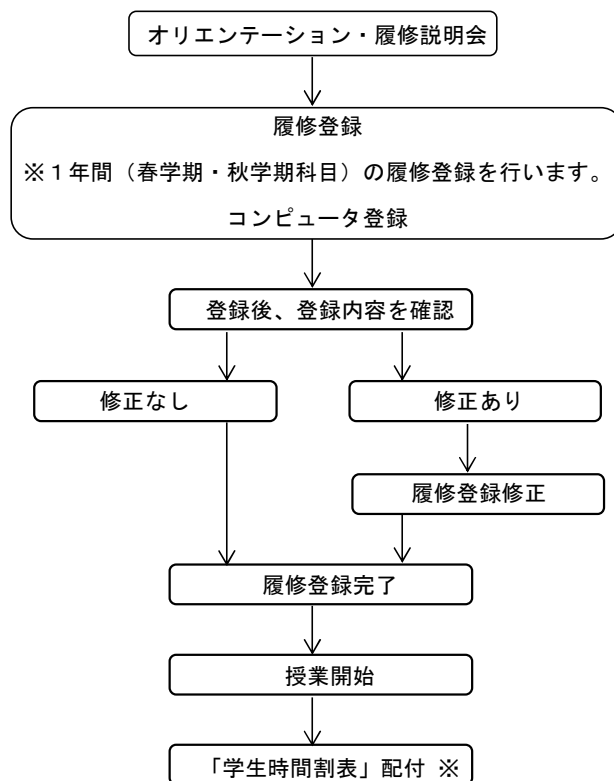 オリエンテーション・履修説明会
履修登録
※１年間（春学期・秋学期科目）の履修登録を行います。
コンピュータ登録
登録後、登録内容を確認
修正なし
修正あり
履修登録修正
履修登録完了
授業開始
「学生時間割表」配付 ※